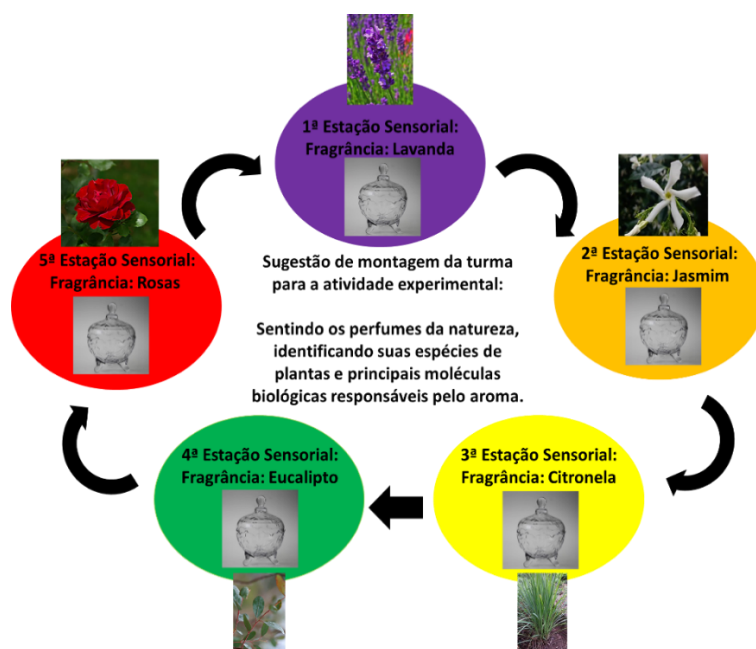 1ª Estação Sensorial:
Fragrância: Lavanda
2ª Estação Sensorial:
Fragrância: Jasmim
3ª Estação Sensorial:
Fragrância: Citronela
4ª Estação Sensorial:
Fragrância: Eucalipto
5ª Estação Sensorial:
Fragrância: Rosas
Sugestão de montagem da turma
para a atividade experimental:
Sentindo os perfumes da natureza,
identificando suas espécies de
plantas e principais moléculas
biológicas responsáveis pelo aroma.